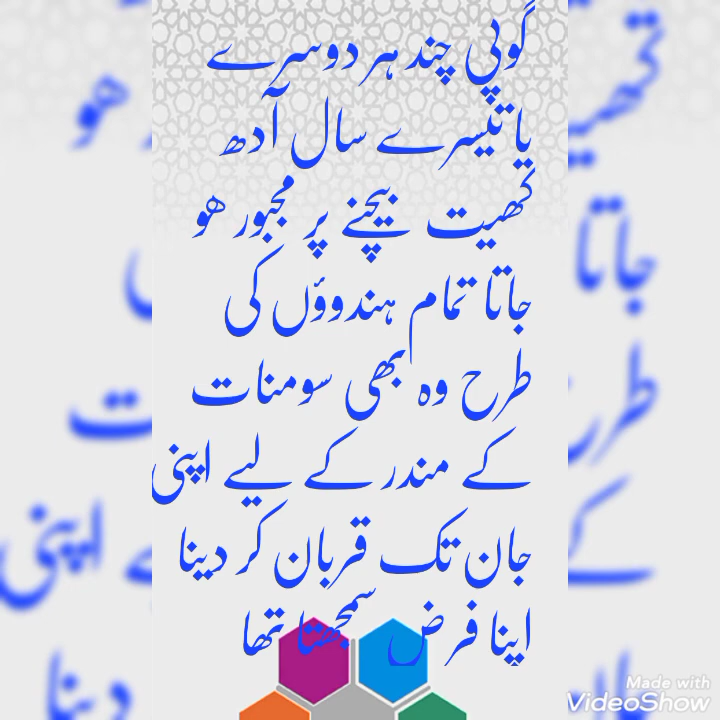 گوپی چند ہر دوسرے
یا تیسرے سال آدھ
کھیت بیچنے پر مجبور ھو
جاتا تمام ہندوؤں کی
طرح وہ بھی سومنات
کے مندر کے لیے اپنی
جان تک قربان کر دینا
اپنا فرض سمجھتا تھا
Made with
VideoShow